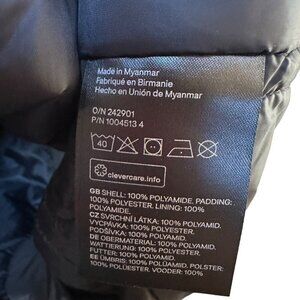 Made in Myanmar
Fabriqué en Birmanie
Hecho en Unión de Myanmar
O/N 242901
P/N 1004513 4
40
clevercare.info
GB SHELL: 100% POLYAMIDE. PADDING:
100% POLYESTER. LINING: 100%
POLYAMIDE.
CZ SVRCHNÍ LÁTKA: 100% POLYAMID.
VYCPÁVKA: 100% POLYESTER.
PODŠÍVKA: 100% POLYAMID.
DE OBERMATERIAL: 100% POLYAMID.
WATTIERUNG: 100% POLYESTER.
FUTTER: 100% POLYAMID.
EE ÜMBRIS: 100% POLÜAMIID. POLSTER:
100% POLÜESTER. VOODER: 100%